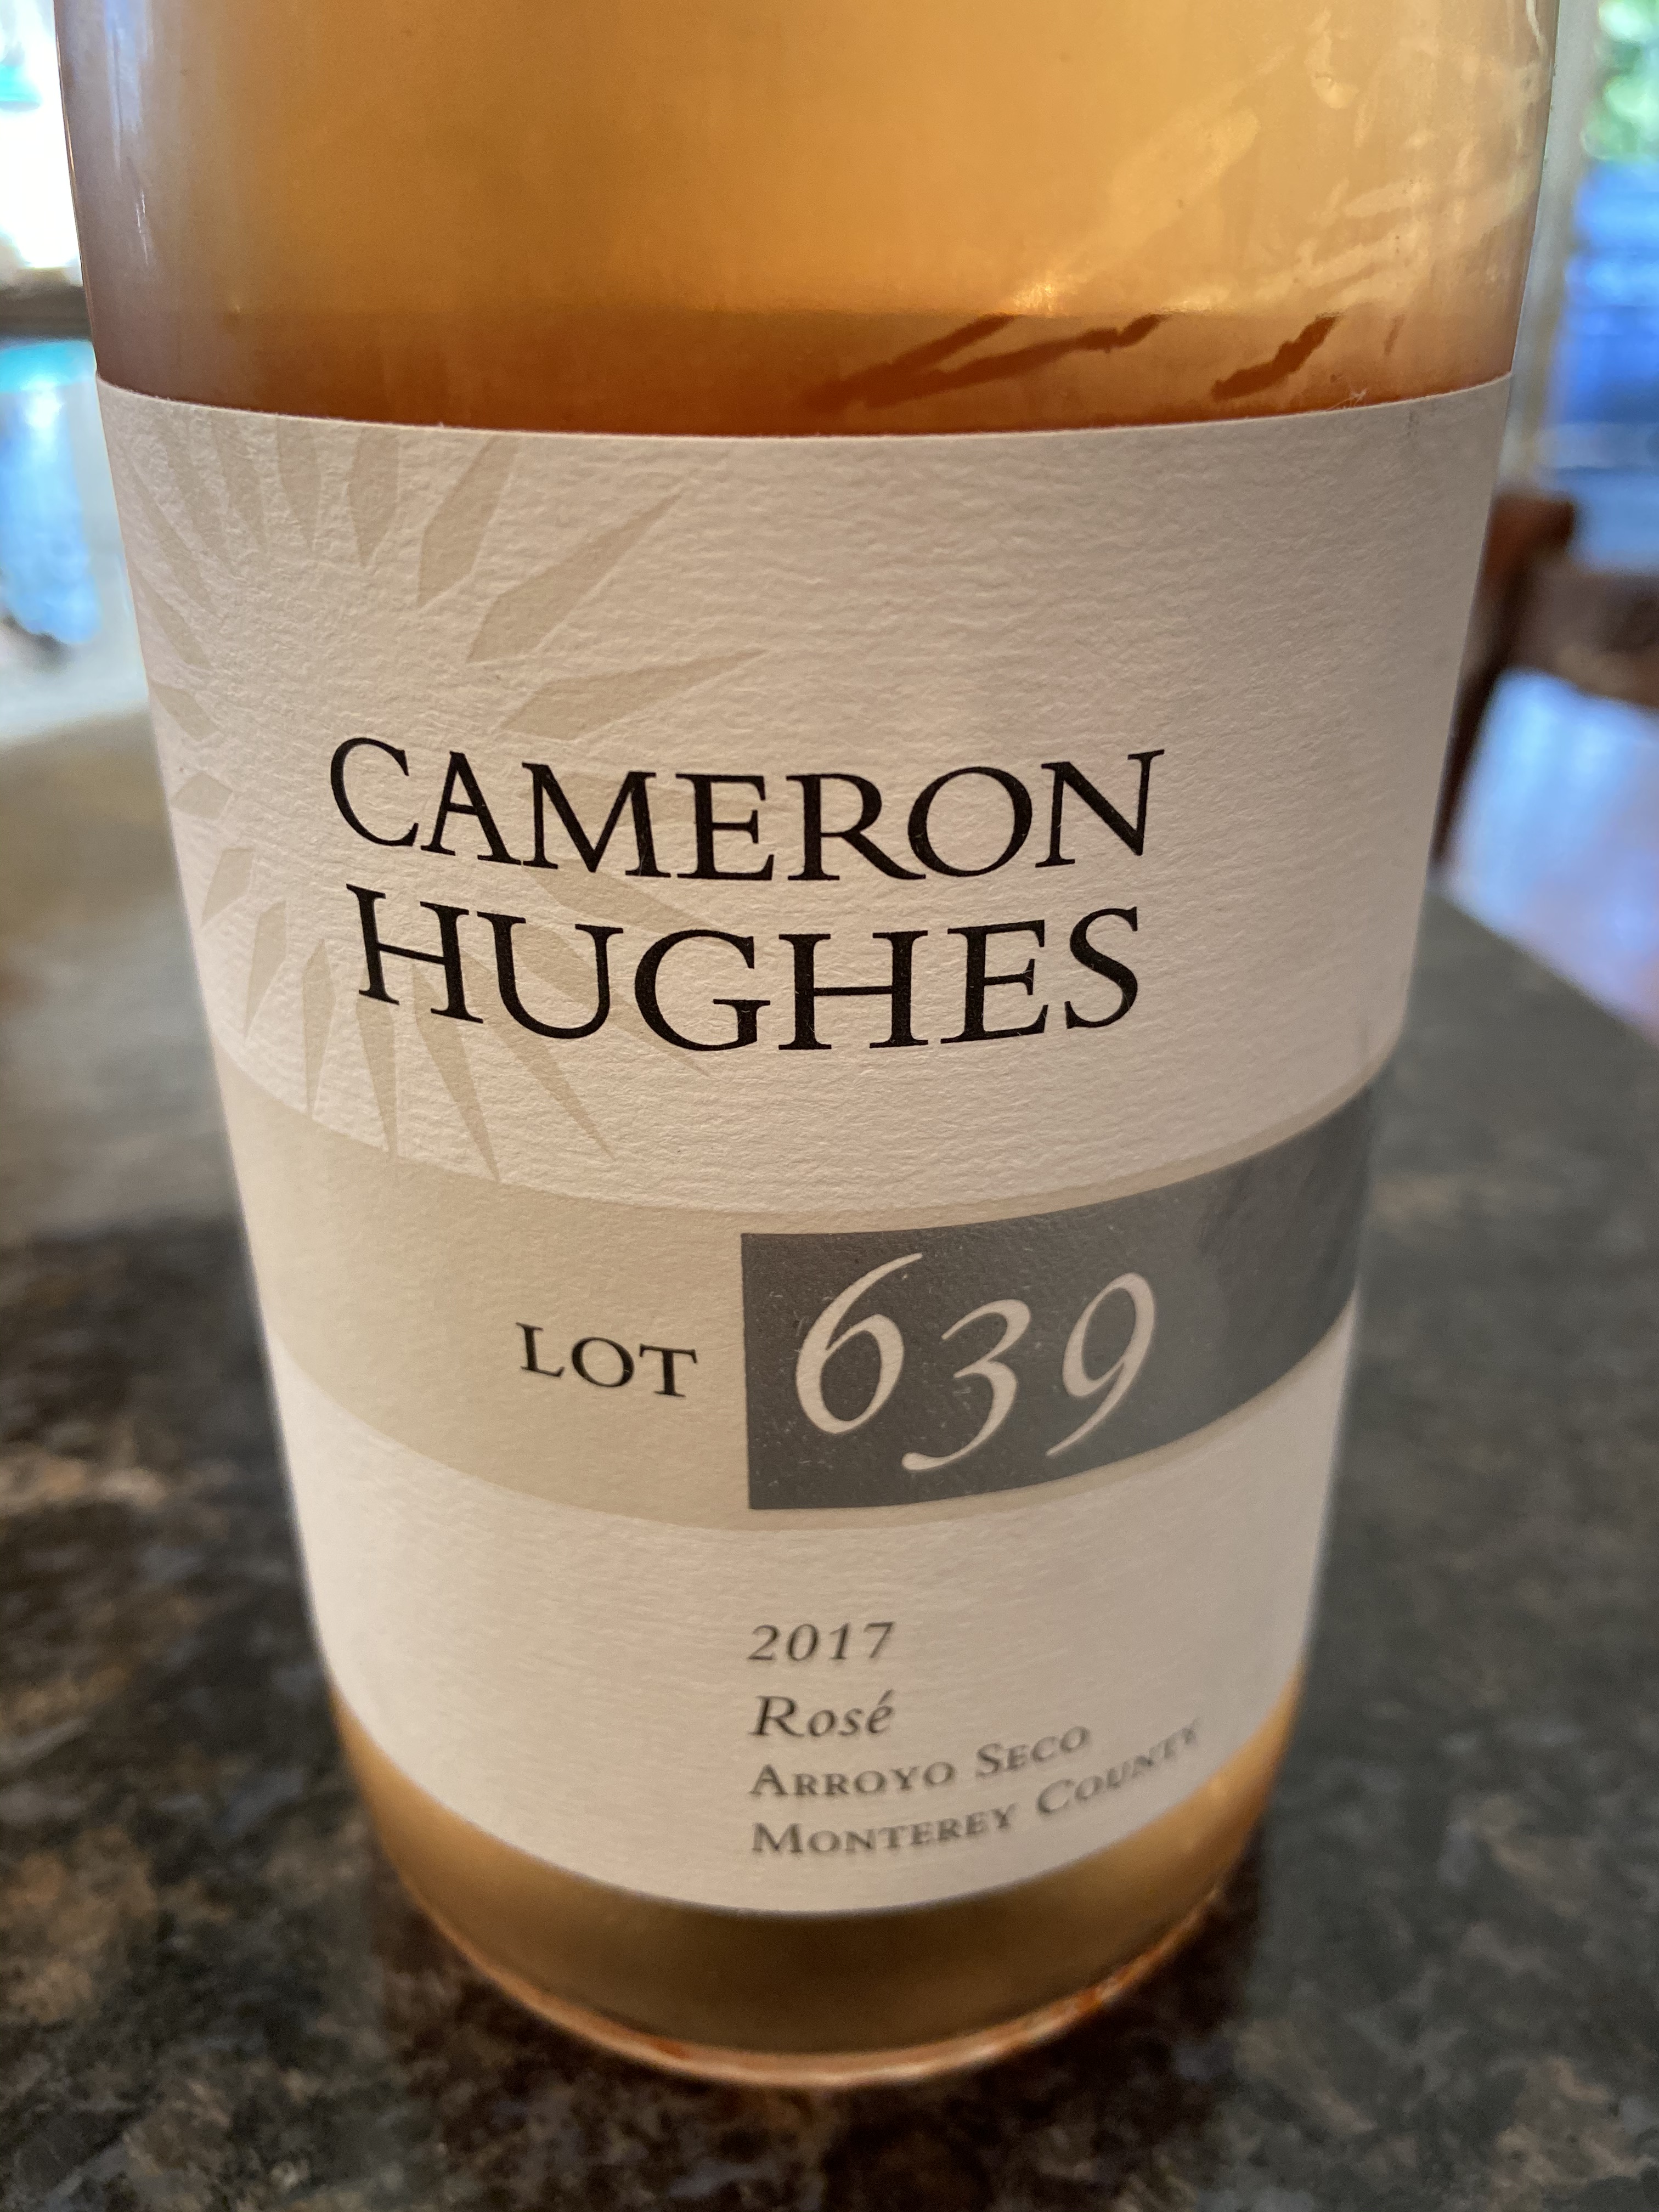 CAMERON
HUGHES
LOT 639
2017
Rosé
ARROYO SECO
MONTEREY COUNTY